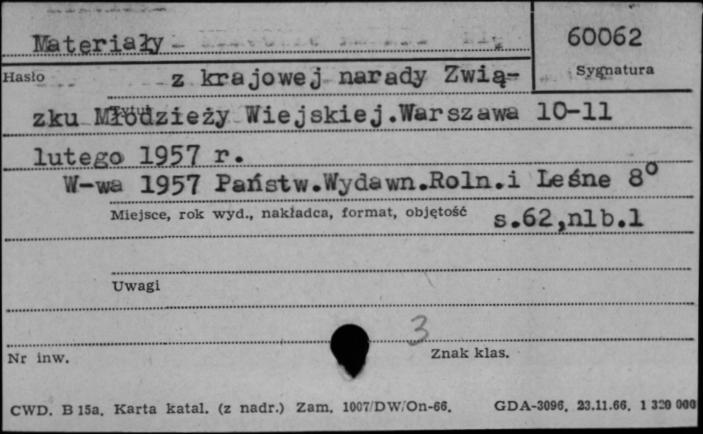 Materiały
60062
Hasło
Sygnatura
z krajowej narady Zwią-
zku Młodzieży Wiejskiej.Warszawa 10-11
lutego 1957 r.
W-wa 1957 Państw.Wydawn.Roln.i Leśne 8°
Miejsce, rok wyd., nakładca, format, objętość
s.62,nlb.1
Uwagi
3
Nr inw.
Znak klas.
CWD. B 15a. Karta katal. (z nadr.) Zam. 1007/DW/On-66. GDA-3096. 23.11.66. 1 320 000